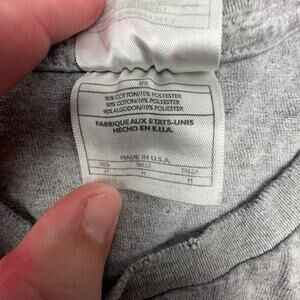 90% COTTON/10% POLYESTER
90% COTON/10% POLYESTER
90% ALGODON/10% POLIESTER
FABRIQUE AUX ETATS-UNIS
HECHO EN E.U.A.
MADE IN U.S.A.
SIZE TAILLE TALLA
M M M